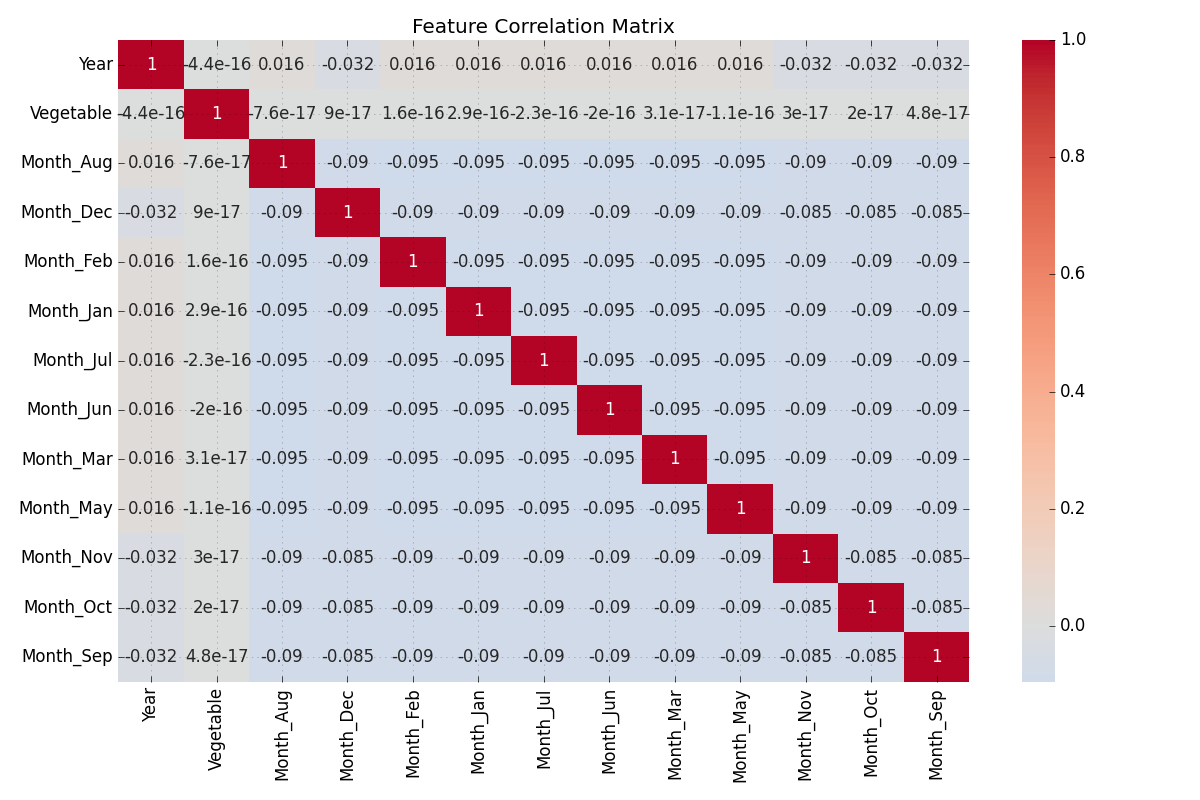 Feature Correlation Matrix
Year 1 -4.4e-16 0.016 -0.032 0.016 0.016 0.016 0.016 0.016 0.016 -0.032 -0.032 -0.032
Vegetable -4.4e-16 1 -7.6e-17 9e-17 1.6e-16 2.9e-16 -2.3e-16 -2e-16 3.1e-17 -1.1e-16 3e-17 2e-17 4.8e-17
Month_Aug 0.016 -7.6e-17 1 -0.09 -0.095 -0.095 -0.095 -0.095 -0.095 -0.095 -0.09 -0.09 -0.09
Month_Dec -0.032 9e-17 -0.09 1 -0.09 -0.09 -0.09 -0.09 -0.09 -0.09 -0.085 -0.085 -0.085
Month_Feb 0.016 1.6e-16 -0.095 -0.09 1 -0.095 -0.095 -0.095 -0.095 -0.095 -0.09 -0.09 -0.09
Month_Jan 0.016 2.9e-16 -0.095 -0.09 -0.095 1 -0.095 -0.095 -0.095 -0.095 -0.09 -0.09 -0.09
Month_Jul 0.016 -2.3e-16 -0.095 -0.09 -0.095 -0.095 1 -0.095 -0.095 -0.095 -0.09 -0.09 -0.09
Month_Jun 0.016 -2e-16 -0.095 -0.09 -0.095 -0.095 -0.095 1 -0.095 -0.095 -0.09 -0.09 -0.09
Month_Mar 0.016 3.1e-17 -0.095 -0.09 -0.095 -0.095 -0.095 -0.095 1 -0.095 -0.09 -0.09 -0.09
Month_May 0.016 -1.1e-16 -0.095 -0.09 -0.095 -0.095 -0.095 -0.095 -0.095 1 -0.09 -0.09 -0.09
Month_Nov -0.032 3e-17 -0.09 -0.085 -0.09 -0.09 -0.09 -0.09 -0.09 -0.09 1 -0.085 -0.085
Month_Oct -0.032 2e-17 -0.09 -0.085 -0.09 -0.09 -0.09 -0.09 -0.09 -0.09 -0.085 1 -0.085
Month_Sep -0.032 4.8e-17 -0.09 -0.085 -0.09 -0.09 -0.09 -0.09 -0.09 -0.09 -0.085 -0.085 1
Year Vegetable Month_Aug Month_Dec Month_Feb Month_Jan Month_Jul Month_Jun Month_Mar Month_May Month_Nov Month_Oct Month_Sep
1.0
0.8
0.6
0.4
0.2
0.0